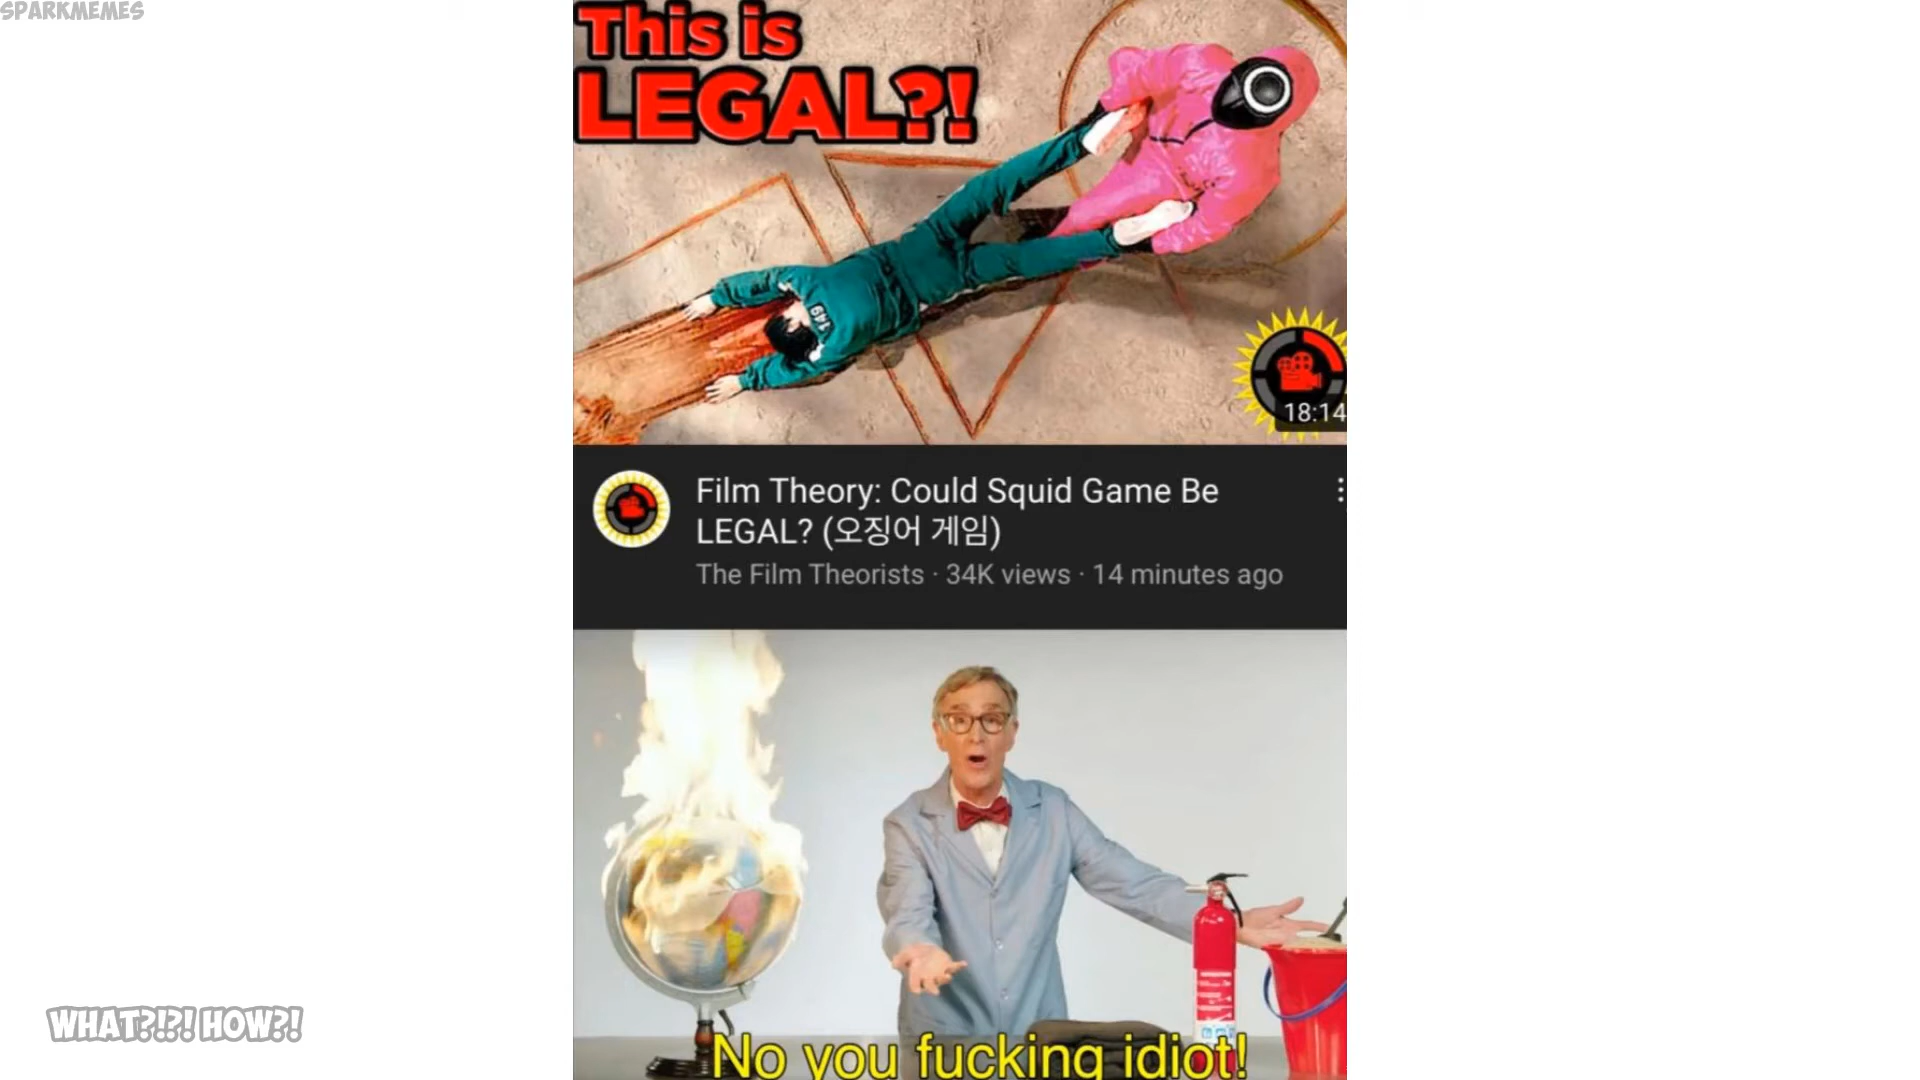 SPARKMEMES
This is
LEGAL?!
149
18:14
Film Theory: Could Squid Game Be
LEGAL? (오징어 게임)
The Film Theorists · 34K views · 14 minutes ago
WHAT?!?! HOW?!
No you fucking idiot!